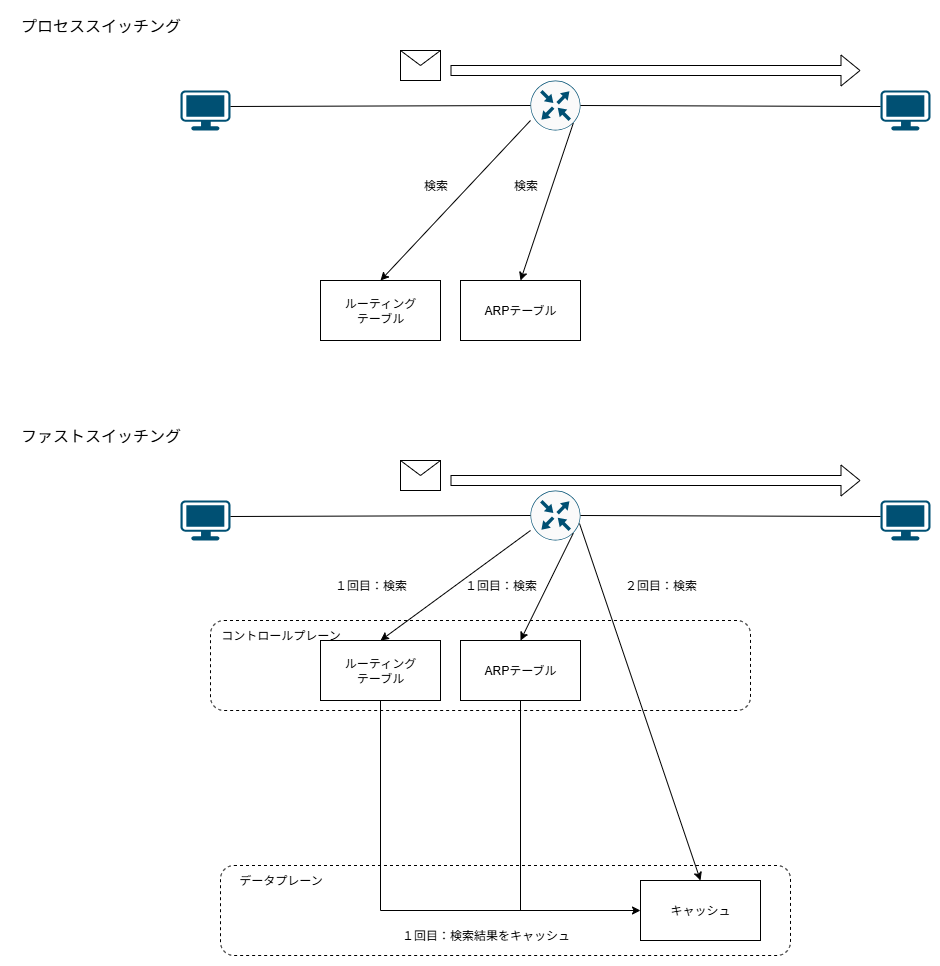 プロセススイッチング
検索
検索
ルーティング
テーブル
ARPテーブル
ファストスイッチング
１回目：検索
１回目：検索
２回目：検索
コントロールプレーン
ルーティング
テーブル
ARPテーブル
データプレーン
キャッシュ
１回目：検索結果をキャッシュ